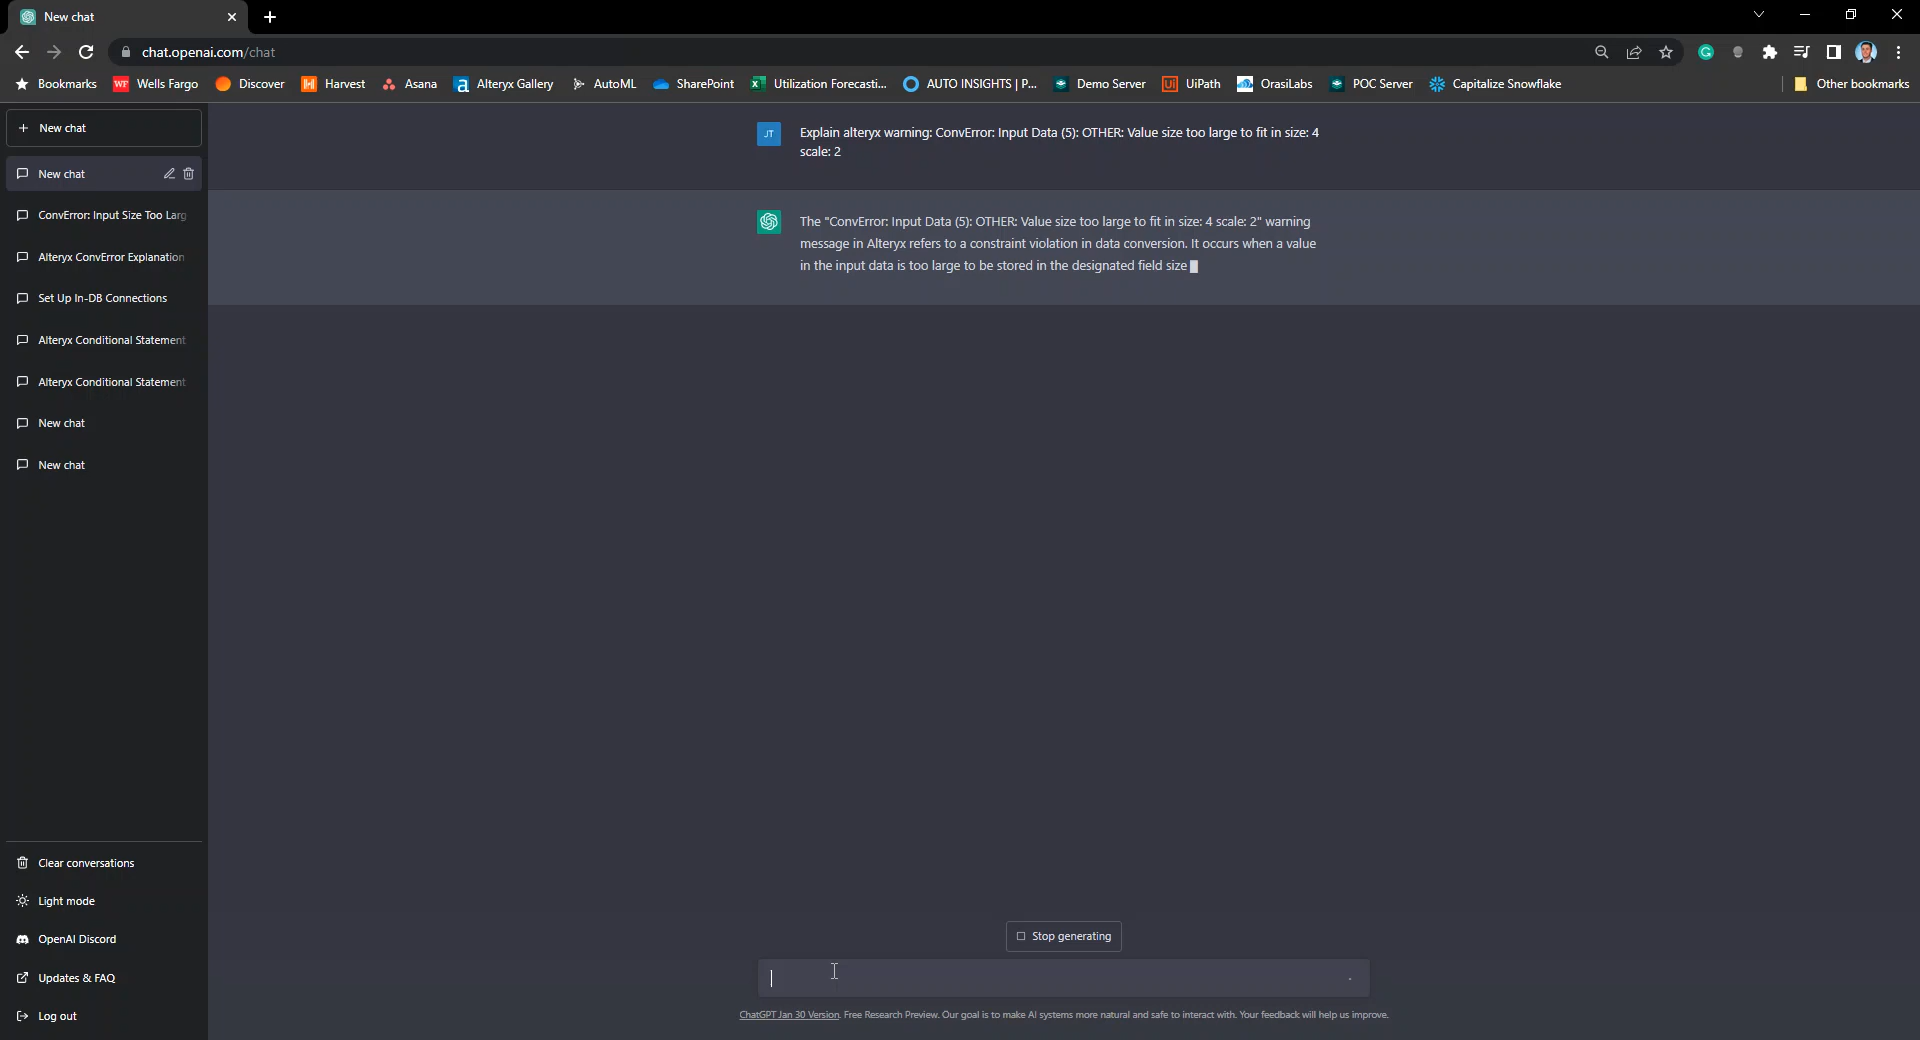 New chat
chat.openai.com/chat
Bookmarks
WF
Wells Fargo
Discover
H
Harvest
Asana
a
Alteryx Gallery
AutoML
SharePoint
Utilization Forecasti...
AUTO INSIGHTS | P...
Demo Server
Ui
UiPath
OrasiLabs
POC Server
Capitalize Snowflake
Other bookmarks
+ New chat
New chat
ConvError: Input Size Too Larg
Alteryx ConvError Explanation
Set Up In-DB Connections
Alteryx Conditional Statement
Alteryx Conditional Statement
New chat
New chat
Clear conversations
Light mode
OpenAI Discord
Updates & FAQ
Log out
JT
Explain alteryx warning: ConvError: Input Data (5): OTHER: Value size too large to fit in size: 4
scale: 2
The "ConvError: Input Data (5): OTHER: Value size too large to fit in size: 4 scale: 2" warning
message in Alteryx refers to a constraint violation in data conversion. It occurs when a value
in the input data is too large to be stored in the designated field size
Stop generating
ChatGPT Jan 30 Version. Free Research Preview. Our goal is to make AI systems more natural and safe to interact with. Your feedback will help us improve.